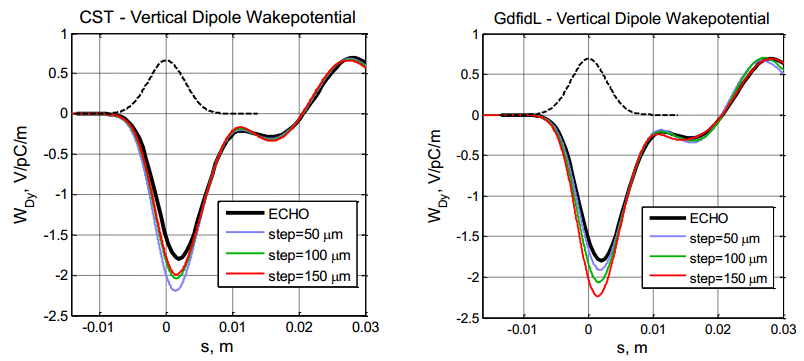 CST - Vertical Dipole Wakepotential
1
0.5
0
-0.5
-1
-1.5
-2
-2.5
W_Dy, V/pC/m
-0.01 0 0.01 0.02 0.03
s, m
ECHO
step=50 μm
step=100 μm
step=150 μm
GdfidL - Vertical Dipole Wakepotential
1
0.5
0
-0.5
-1
-1.5
-2
-2.5
W_Dy, V/pC/m
-0.01 0 0.01 0.02 0.03
s, m
ECHO
step=50 μm
step=100 μm
step=150 μm